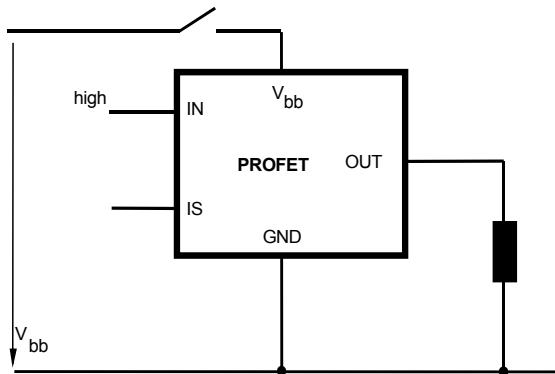 high
IN
V bb
PROFET
OUT
IS
GND
V bb